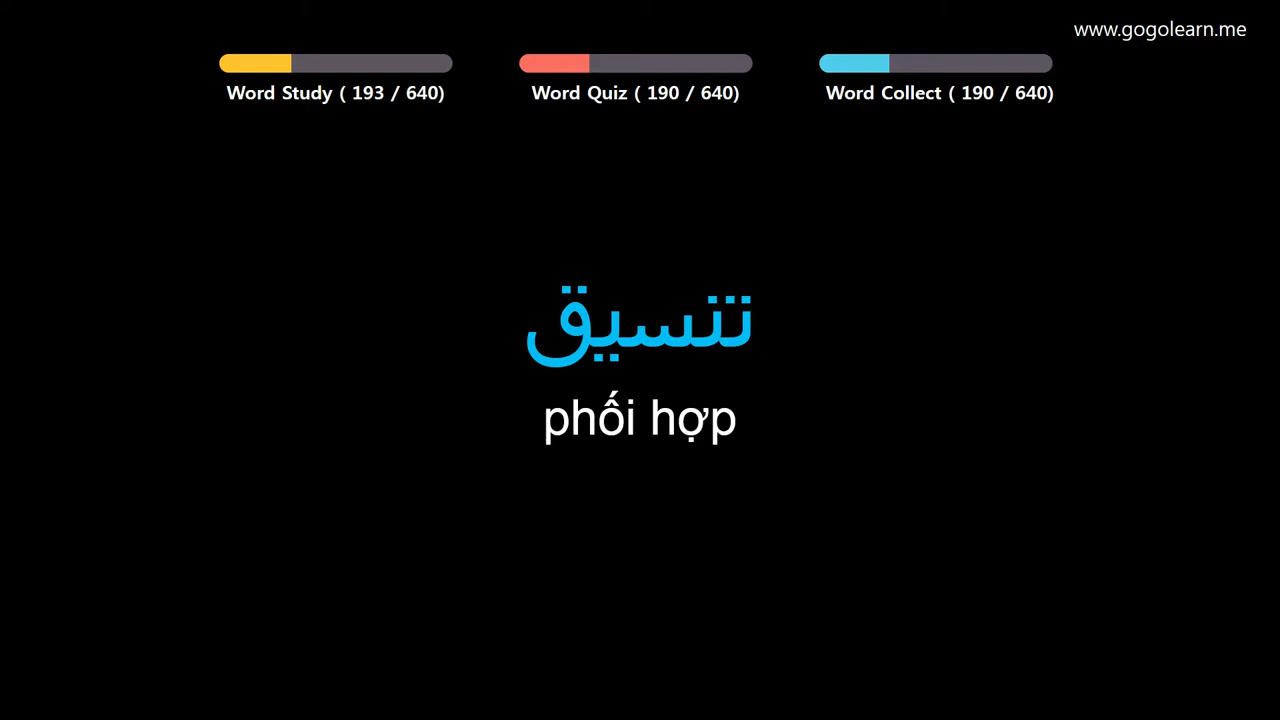 www.gogolearn.me
Word Study ( 193 / 640)
Word Quiz ( 190 / 640)
Word Collect ( 190 / 640)
تنسيق
phối hợp